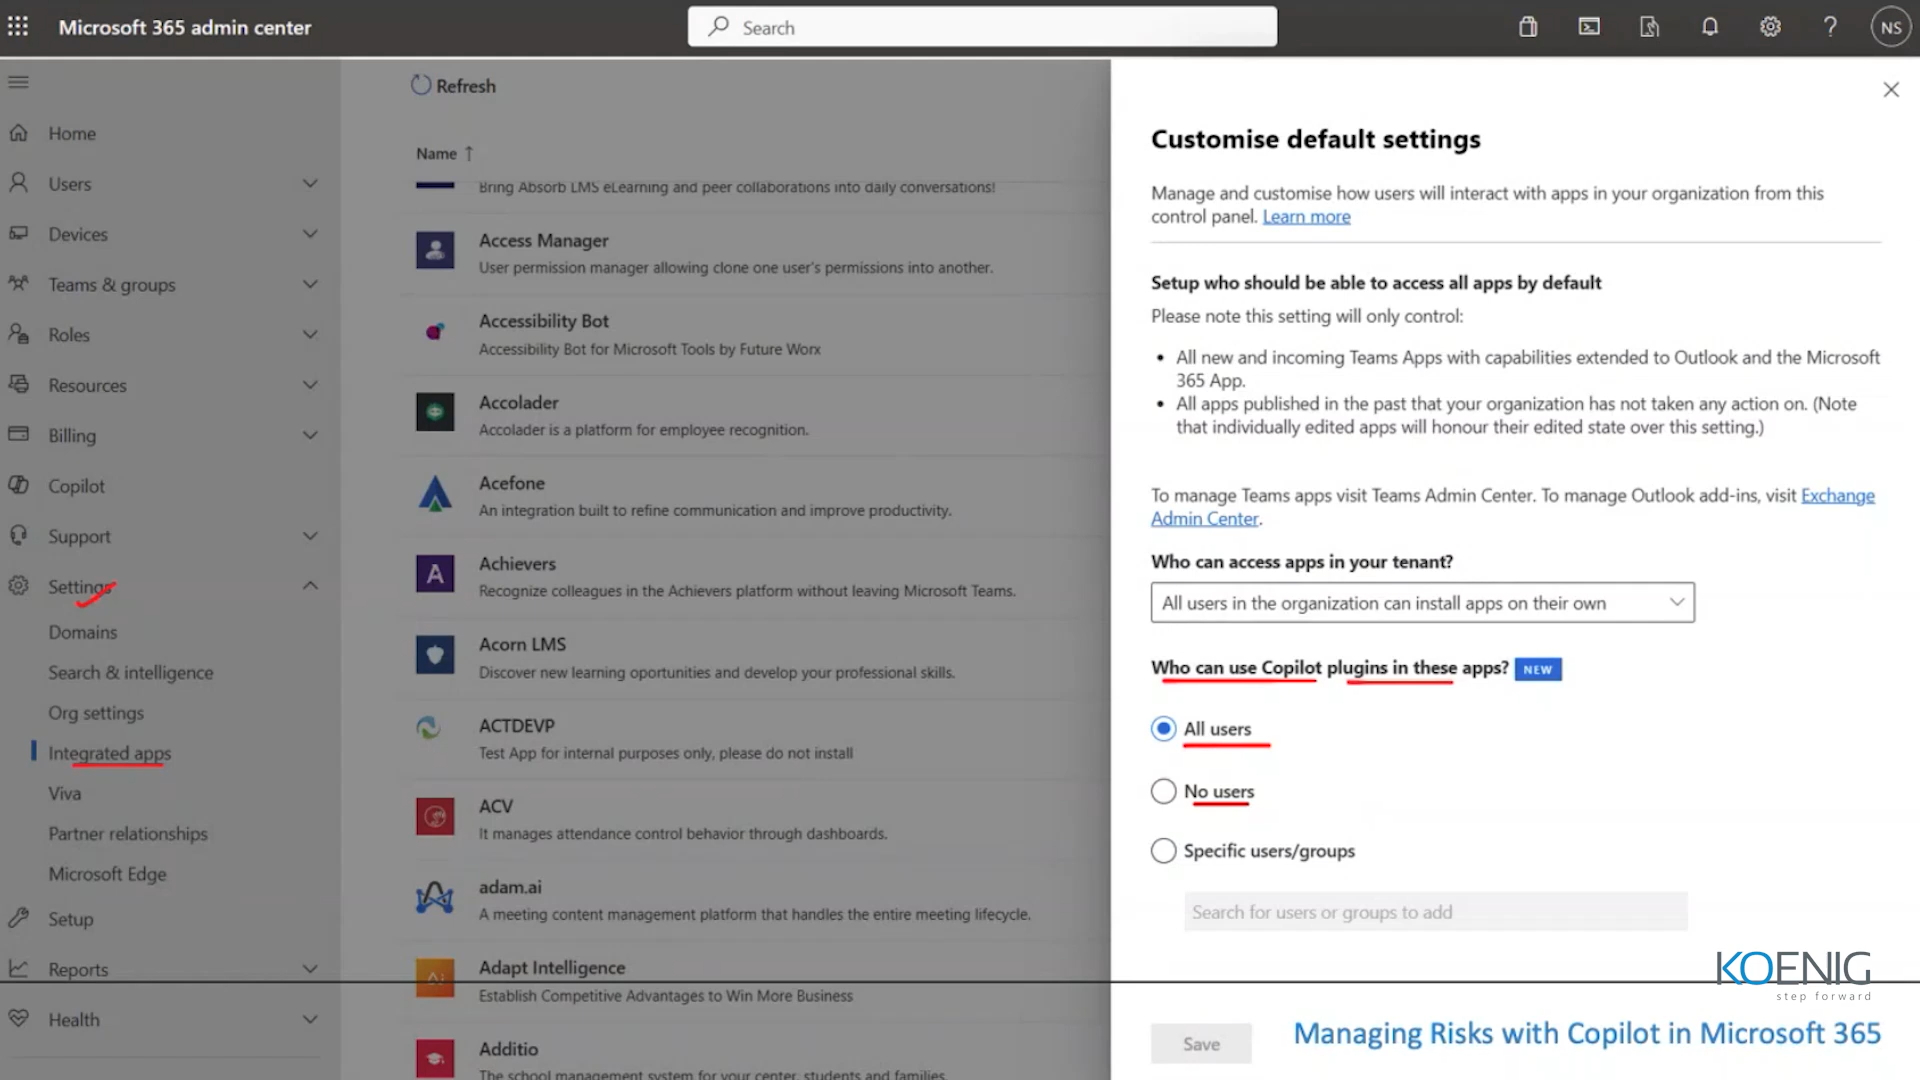 Microsoft 365 admin center
Search
NS
Home
Users
Devices
Teams & groups
Roles
Resources
Billing
Copilot
Support
Settings
Domains
Search & intelligence
Org settings
Integrated apps
Viva
Partner relationships
Microsoft Edge
Setup
Reports
Health
Refresh
Name ↑
Bring Absorb LMS eLearning and peer collaborations into daily conversations!
Access Manager
User permission manager allowing clone one user's permissions into another.
Accessibility Bot
Accessibility Bot for Microsoft Tools by Future Worx
Accolader
Accolader is a platform for employee recognition.
Acefone
An integration built to refine communication and improve productivity.
A
Achievers
Recognize colleagues in the Achievers platform without leaving Microsoft Teams.
Acorn LMS
Discover new learning oportunities and develop your professional skills.
ACTDEVP
Test App for internal purposes only, please do not install
ACV
It manages attendance control behavior through dashboards.
adam.ai
A meeting content management platform that handles the entire meeting lifecycle.
Adapt Intelligence
Establish Competitive Advantages to Win More Business
Additio
The school management system for your center, students and families.
Customise default settings
Manage and customise how users will interact with apps in your organization from this
control panel. Learn more
Setup who should be able to access all apps by default
Please note this setting will only control:
• All new and incoming Teams Apps with capabilities extended to Outlook and the Microsoft
365 App.
• All apps published in the past that your organization has not taken any action on. (Note
that individually edited apps will honour their edited state over this setting.)
To manage Teams apps visit Teams Admin Center. To manage Outlook add-ins, visit Exchange
Admin Center.
Who can access apps in your tenant?
All users in the organization can install apps on their own
Who can use Copilot plugins in these apps? NEW
All users
No users
Specific users/groups
Search for users or groups to add
KOENIG
step forward
Save
Managing Risks with Copilot in Microsoft 365